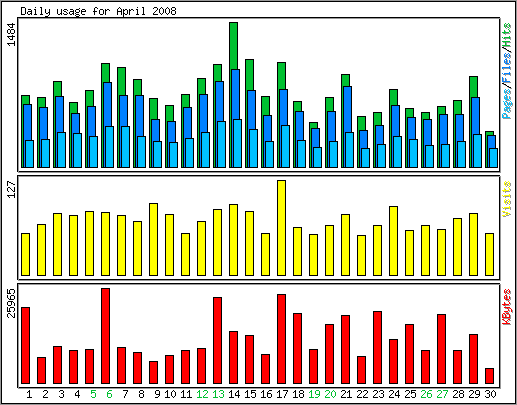 Daily usage for April 2008
1484
Pages/Files/Hits
127
Visits
25965
KBytes
1 2 3 4 5 6 7 8 9 10 11 12 13 14 15 16 17 18 19 20 21 22 23 24 25 26 27 28 29 30